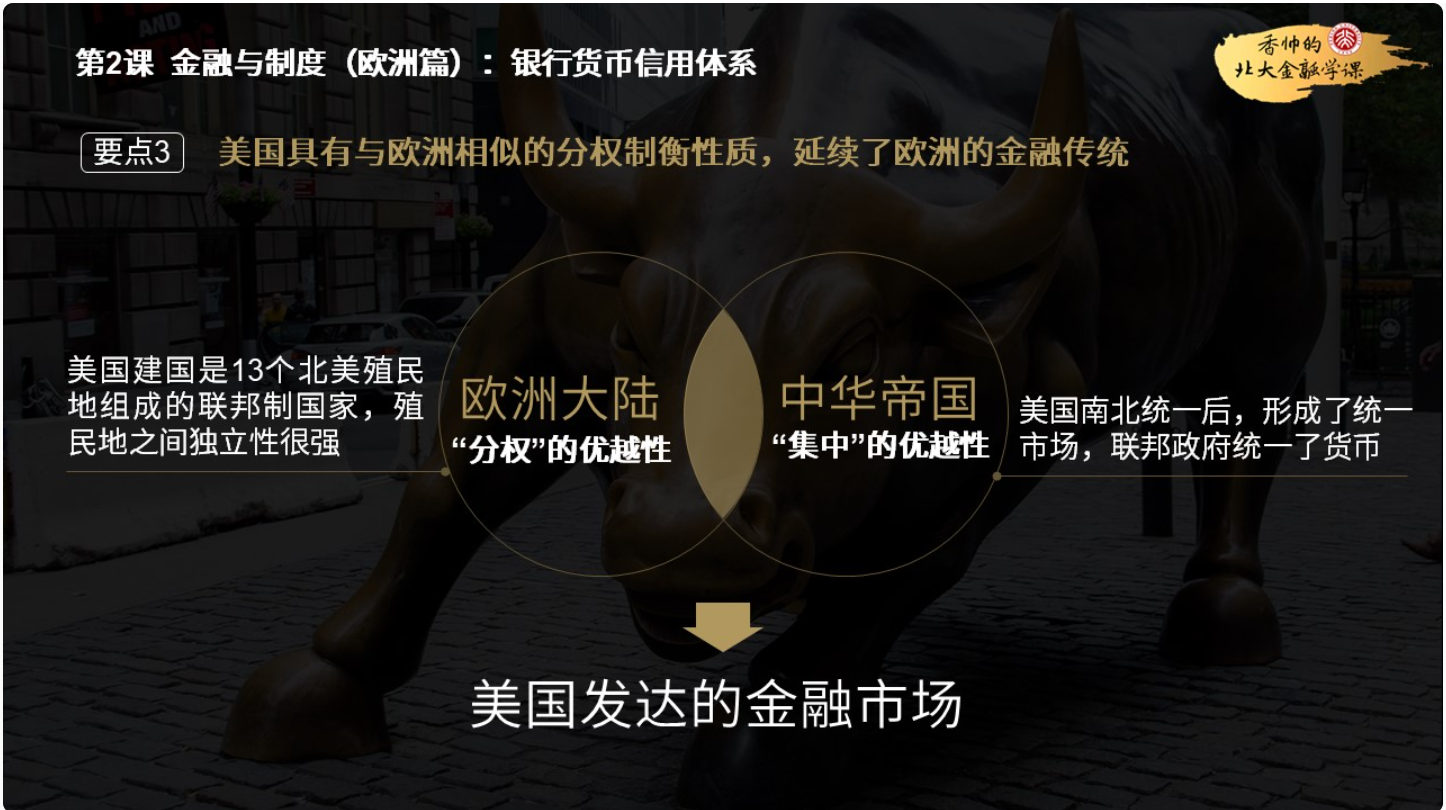 第2课 金融与制度（欧洲篇）：银行货币信用体系
香帅的
北大金融学课
要点3 美国具有与欧洲相似的分权制衡性质，延续了欧洲的金融传统
美国建国是13个北美殖民
地组成的联邦制国家，殖
民地之间独立性很强
欧洲大陆
“分权”的优越性
中华帝国
“集中”的优越性
美国南北统一后，形成了统一
市场，联邦政府统一了货币
美国发达的金融市场